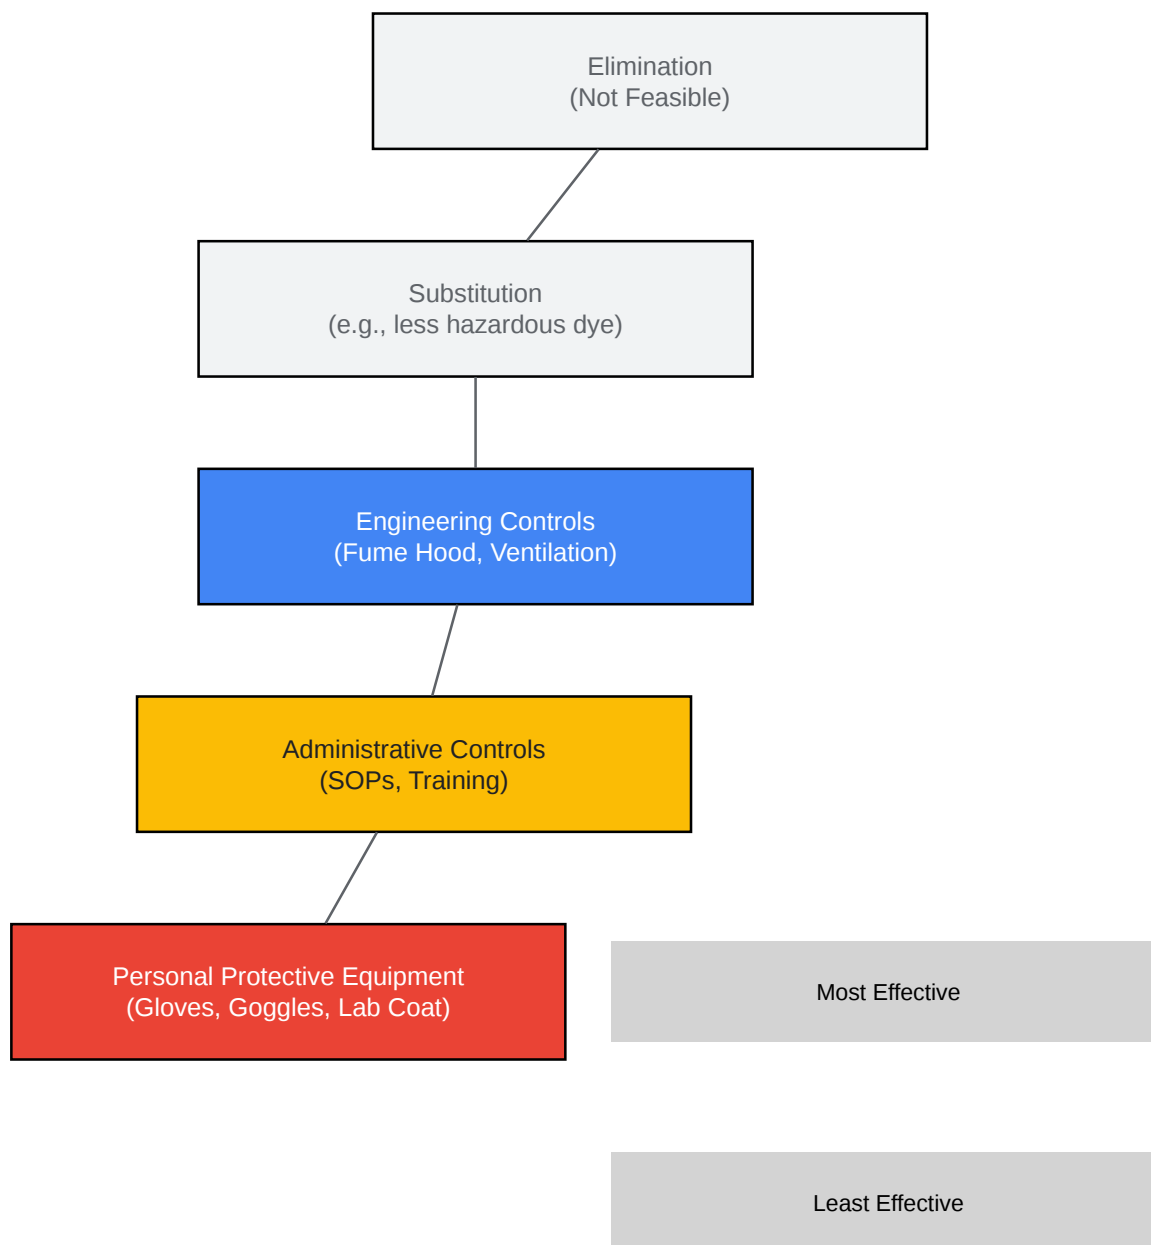 Elimination
(Not Feasible)
Substitution
(e.g., less hazardous dye)
Engineering Controls
(Fume Hood, Ventilation)
Administrative Controls
(SOPs, Training)
Personal Protective Equipment
(Gloves, Goggles, Lab Coat)
Most Effective
Least Effective